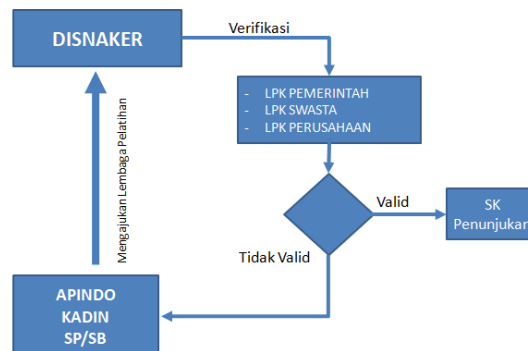 DISNAKER
Verifikasi
- LPK PEMERINTAH
- LPK SWASTA
- LPK PERUSAHAAN
Mengajukan Lembaga Pelatihan
Valid
SK
Penunjukan
Tidak Valid
APINDO
KADIN
SP/SB